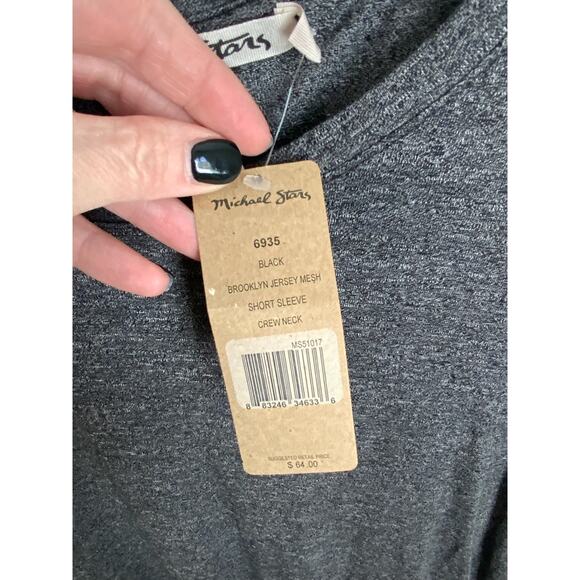 Stars
Michael Stars
6935
BLACK
BROOKLYN JERSEY MESH
SHORT SLEEVE
CREW NECK
MS51017
8 83246 34633 6
SUGGESTED RETAIL PRICE
$ 64.00